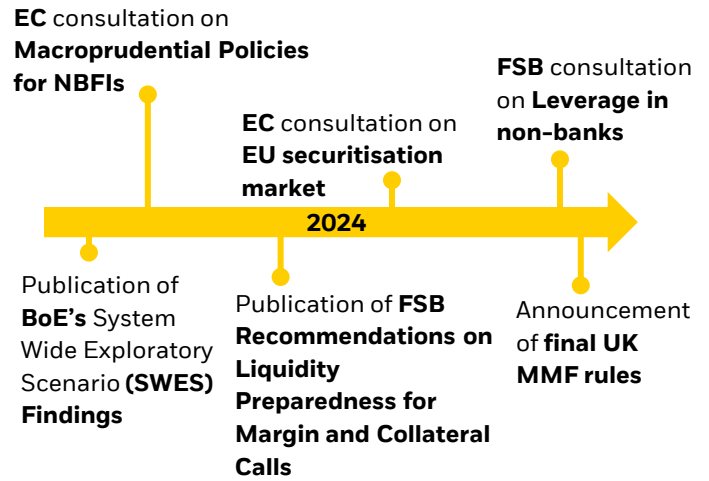 EC consultation on
Macroprudential Policies
for NBFIs
EC consultation on
EU securitisation
market
FSB consultation
on Leverage in
non-banks
2024
Publication of
BoE's System
Wide Exploratory
Scenario (SWES)
Findings
Publication of FSB
Recommendations on
Liquidity
Preparedness for
Margin and Collateral
Calls
Announcement
of final UK
MMF rules